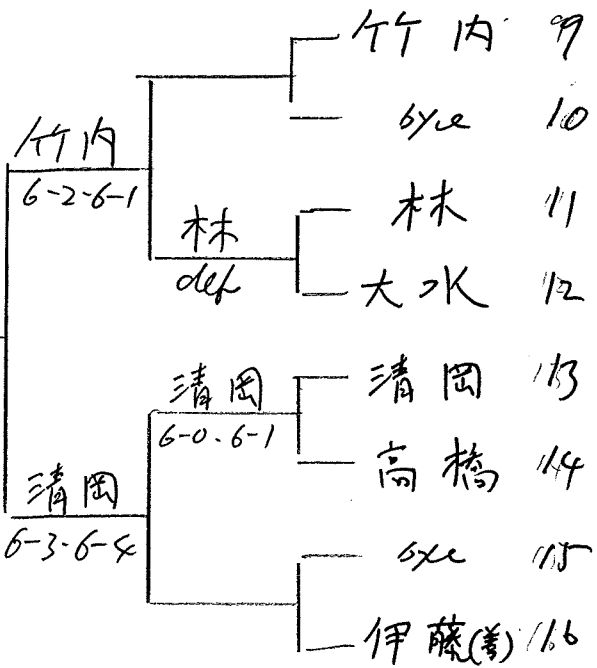 竹内 9
bye 10
竹内
6-2-6-1
林 11
林
def
大水 12
清岡 13
清岡
6-0.6-1
高橋 14
清岡
6-3-6-4
bye 15
伊藤(善) 16